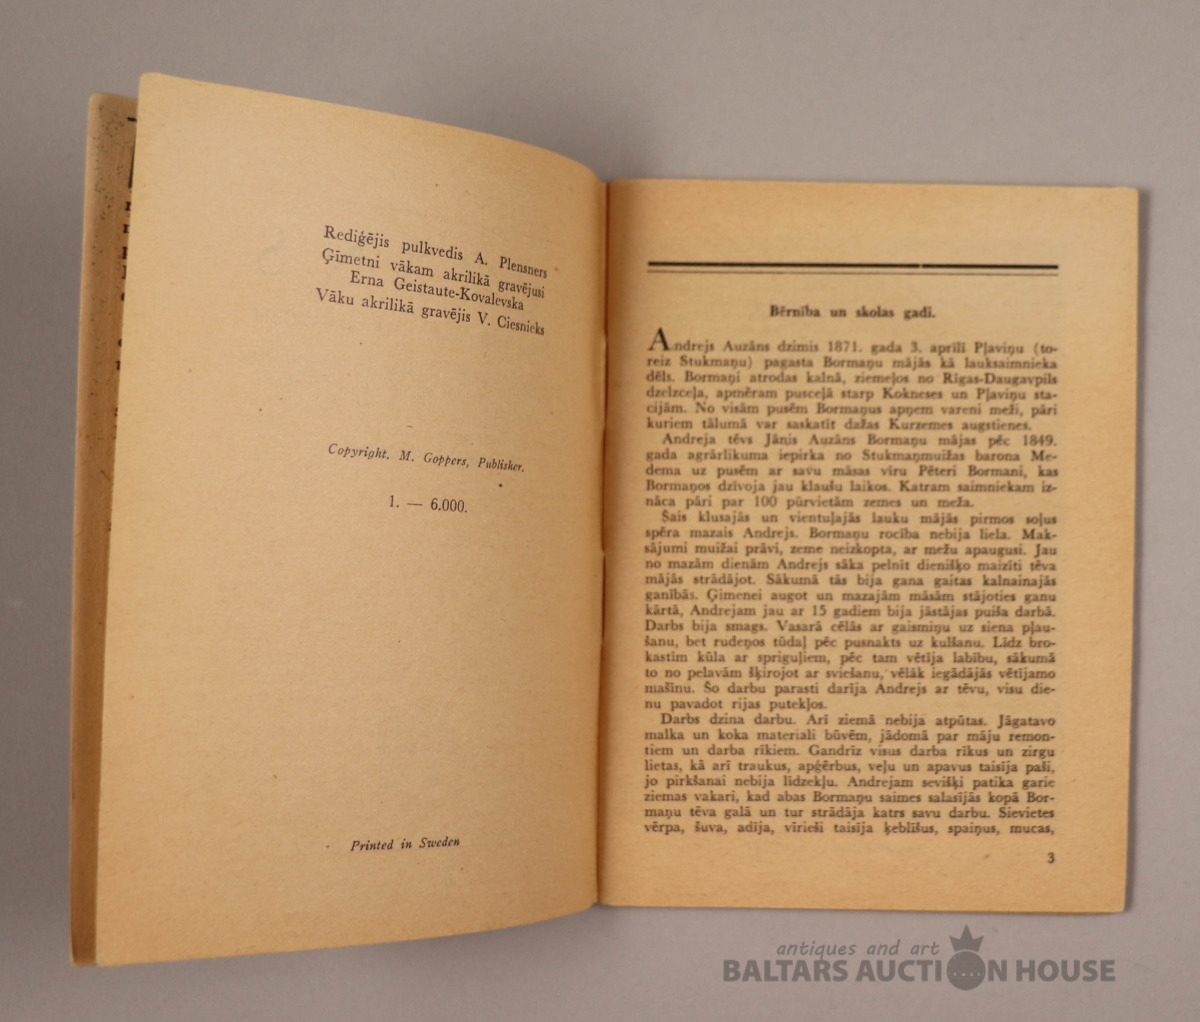 Rediģējis pulkvedis A. Plensners
Ģīmetni vākam akrilikā gravējusi
Erna Geistaute-Kovalevska
Vāku akrilikā gravējis V. Ciesnieks
Copyright. M. Goppers, Publisher.
1. — 6.000.
Printed in Sweden
Bērnība un skolas gadi.
Andrejs Auzāns dzimis 1871. gada 3. aprīlī Pļaviņu (to-
reiz Stukmaņu) pagasta Bormaņu mājās kā lauksaimnieka
dēls. Bormaņi atrodas kalnā, ziemeļos no Rīgas-Daugavpils
dzelzceļa, apmēram pusceļā starp Kokneses un Pļaviņu sta-
cijām. No visām pusēm Bormaņus apņem vareni meži, pāri
kuriem tālumā var saskatīt dažas Kurzemes augstienes.
Andreja tēvs Jānis Auzāns Bormaņu mājas pēc 1849.
gada agrārlikuma iepirka no Stukmaņmuižas barona Me-
dema uz pusēm ar savu māsas vīru Pēteri Bormani, kas
Bormaņos dzīvoja jau klaušu laikos. Katram saimniekam iz-
nāca pāri par 100 pūrvietām zemes un meža.
Šais klusajās un vientuļajās lauku mājās pirmos soļus
spēra mazais Andrejs. Bormaņu rocība nebija liela. Mak-
sājumi muižai prāvi, zeme neizkopta, ar mežu apaugusi. Jau
no mazām dienām Andrejs sāka pelnīt dienišķo maizīti tēva
mājās strādājot. Sākumā tās bija gana gaitas kalnainajās
ganībās. Ģimenei augot un mazajām māsām stājoties ganu
kārtā, Andrejam jau ar 15 gadiem bija jāstājas puiša darbā.
Darbs bija smags. Vasarā cēlās ar gaismiņu uz siena pļau-
šanu, bet rudeņos tūdaļ pēc pusnakts uz kulšanu. Līdz bro-
kastīm kūla ar spriguļiem, pēc tam vētīja labību, sākumā
to no pelavām šķirojot ar sviešanu, vēlāk iegādājās vētījamo
mašīnu. Šo darbu parasti darīja Andrejs ar tēvu, visu die-
nu pavadot rijas putekļos.
Darbs dzina darbu. Arī ziemā nebija atpūtas. Jāgatavo
malka un koka materiali būvēm, jādomā par māju remon-
tiem un darba rīkiem. Gandrīz visus darba rīkus un zirgu
lietas, kā arī traukus, apģērbus, veļu un apavus taisīja paši,
jo pirkšanai nebija līdzekļu. Andrejam sevišķi patika garie
ziemas vakari, kad abas Bormaņu saimes salasījās kopā Bor-
maņu tēva galā un tur strādāja katrs savu darbu. Sievietes
vērpa, šuva, adīja, vīrieši taisīja ķeblīšus, spaiņus, mucas,
3
antiques and art
BALTARS AUCTION HOUSE